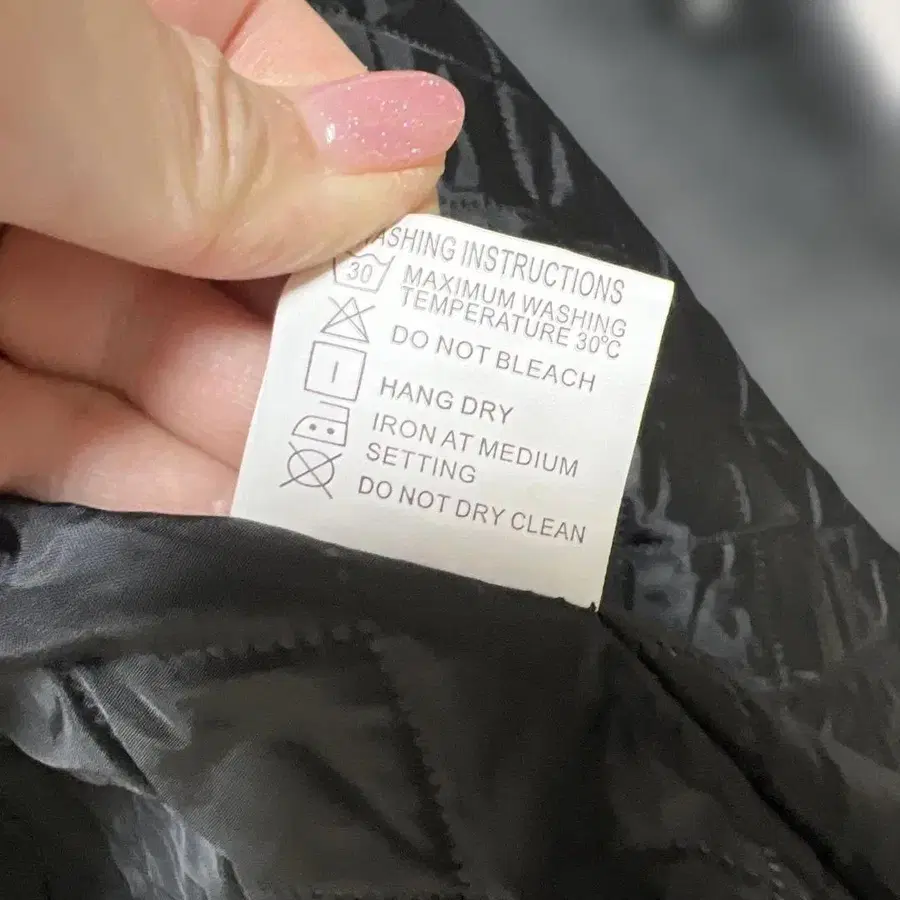 WASHING INSTRUCTIONS
30 MAXIMUM WASHING
TEMPERATURE 30°C
DO NOT BLEACH
HANG DRY
IRON AT MEDIUM
SETTING
DO NOT DRY CLEAN